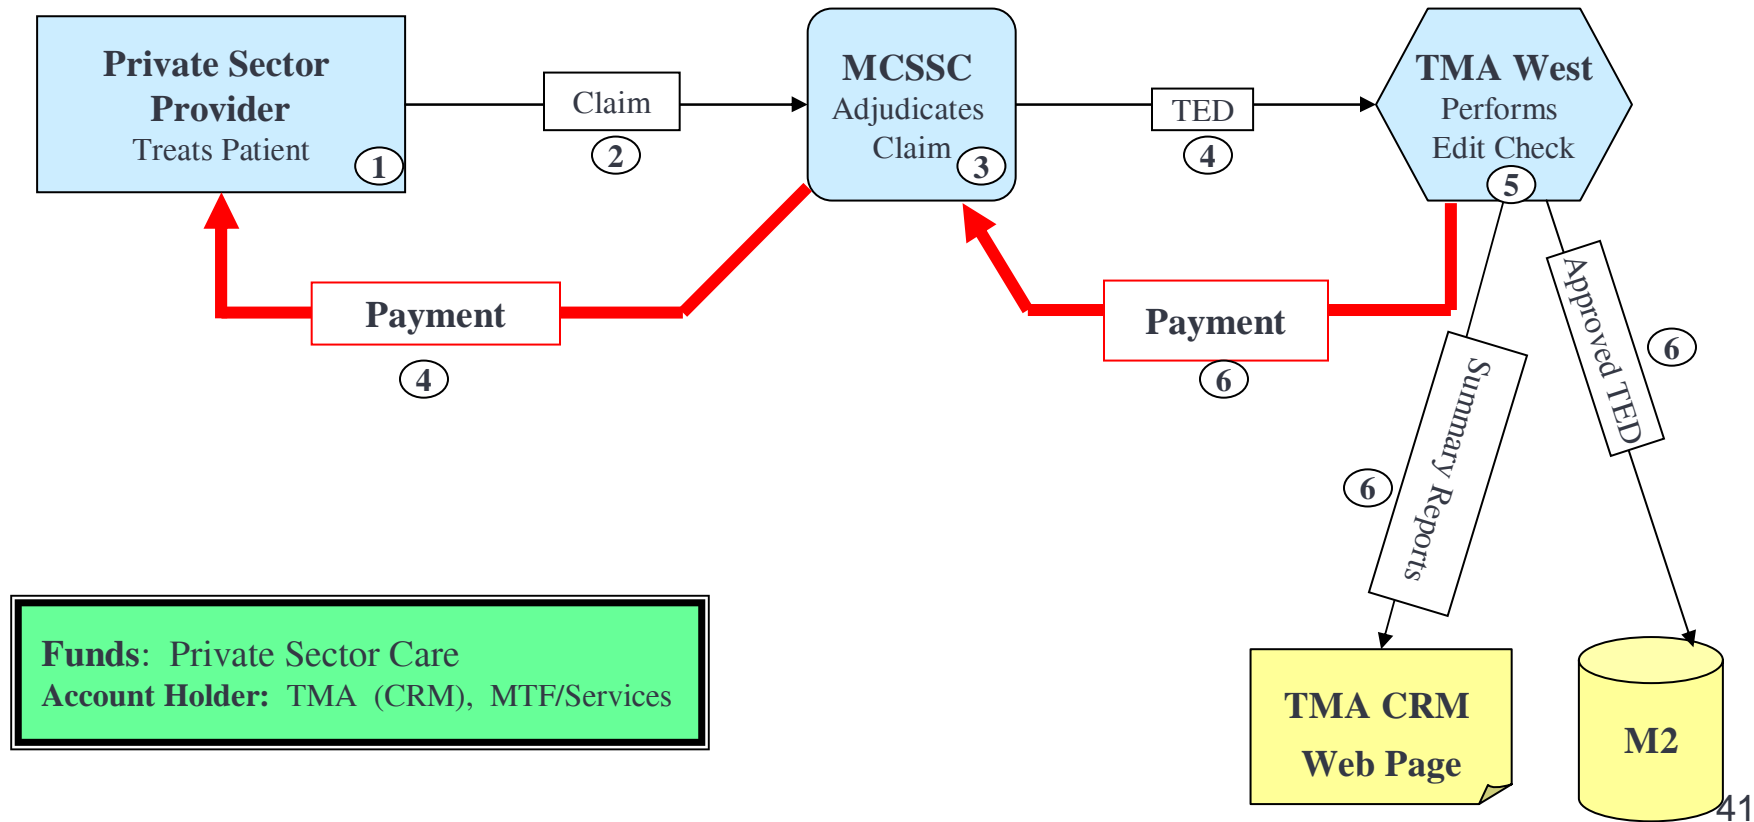 Private Sector
Provider
Treats Patient
1
Claim
2
MCSSC
Adjudicates
Claim
3
TED
4
TMA West
Performs
Edit Check
5
Payment
4
Payment
6
Summary Reports
6
Approved TED
6
Funds:  Private Sector Care
Account Holder:  TMA  (CRM),  MTF/Services
TMA CRM
Web Page
M2
41